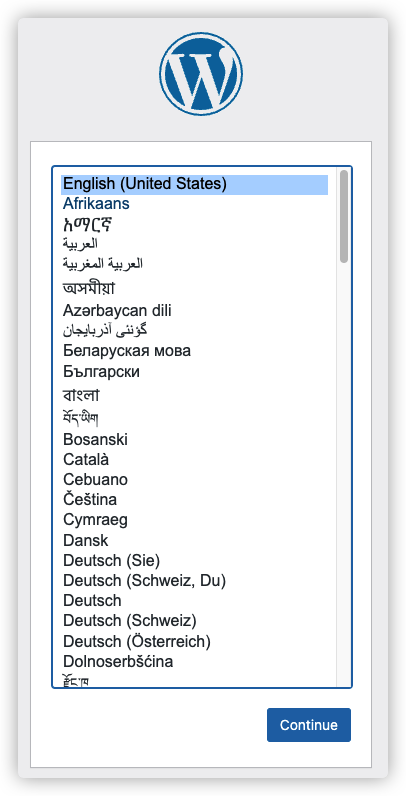 English (United States)
Afrikaans
አማርኛ
العربية
العربية المغربية
অসমীয়া
Azərbaycan dili
گؤنئی آذربایجان
Беларуская мова
Български
বাংলা
བོད་ཡིག
Bosanski
Català
Cebuano
Čeština
Cymraeg
Dansk
Deutsch (Sie)
Deutsch (Schweiz, Du)
Deutsch
Deutsch (Schweiz)
Deutsch (Österreich)
Dolnoserbšćina
རྫོང་ཁ
Continue